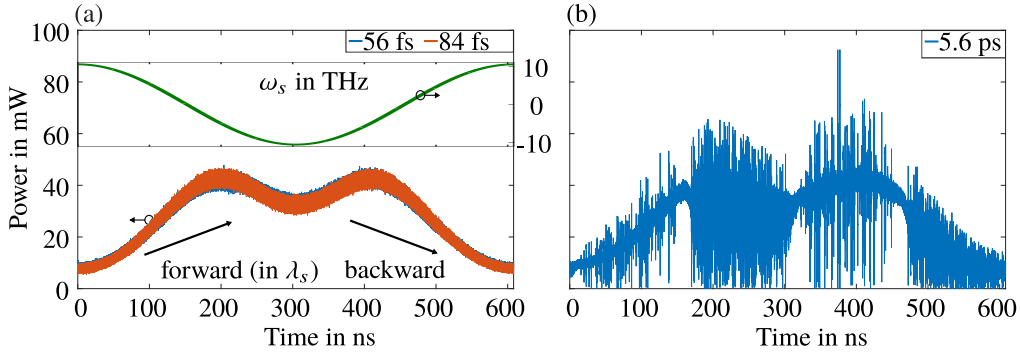 (a)
56 fs 84 fs
ω_s in THz
forward (in λ_s)
backward
Power in mW
100
80
60
40
20
0
10
0
-10
0 100 200 300 400 500 600
Time in ns
(b)
5.6 ps
0 100 200 300 400 500 600
Time in ns